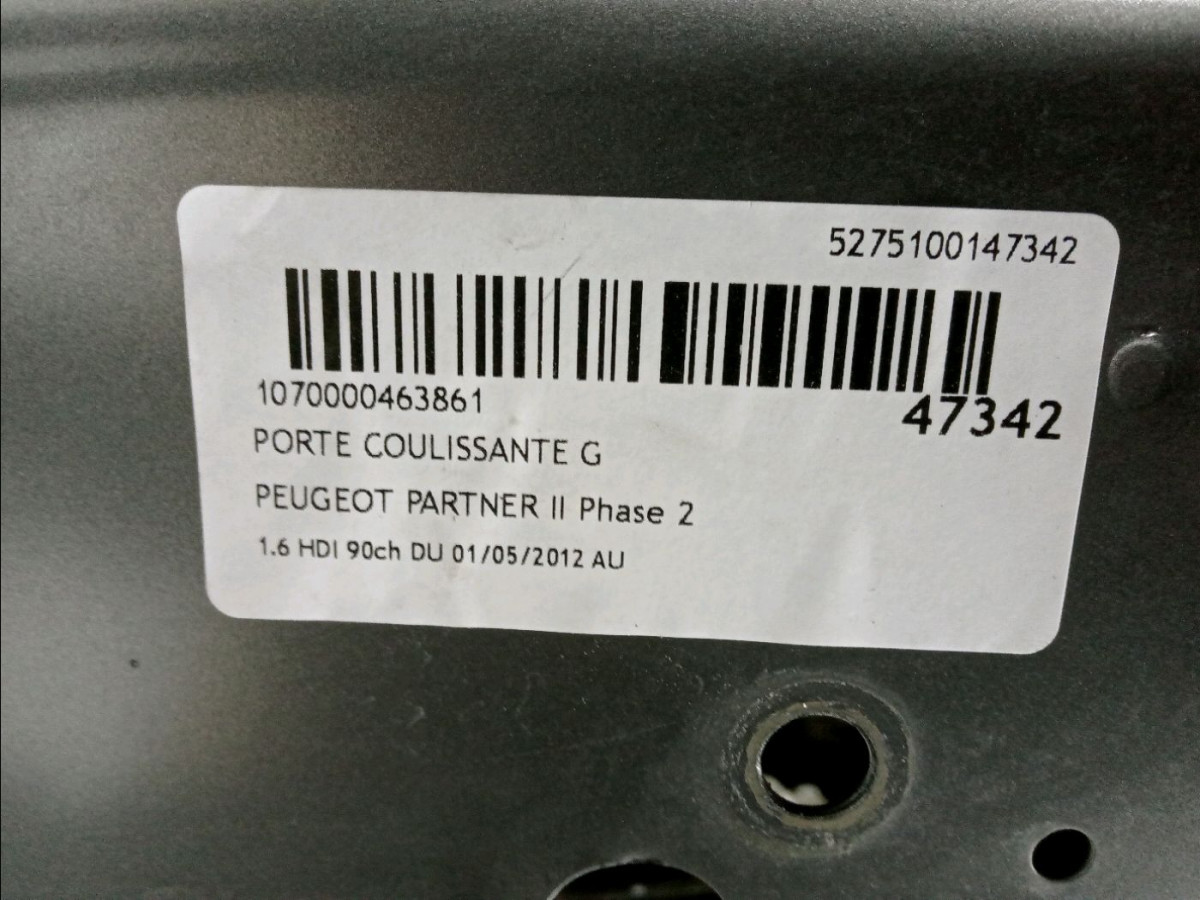 5275100147342
1070000463861
47342
PORTE COULISSANTE G
PEUGEOT PARTNER II Phase 2
1.6 HDI 90ch DU 01/05/2012 AU